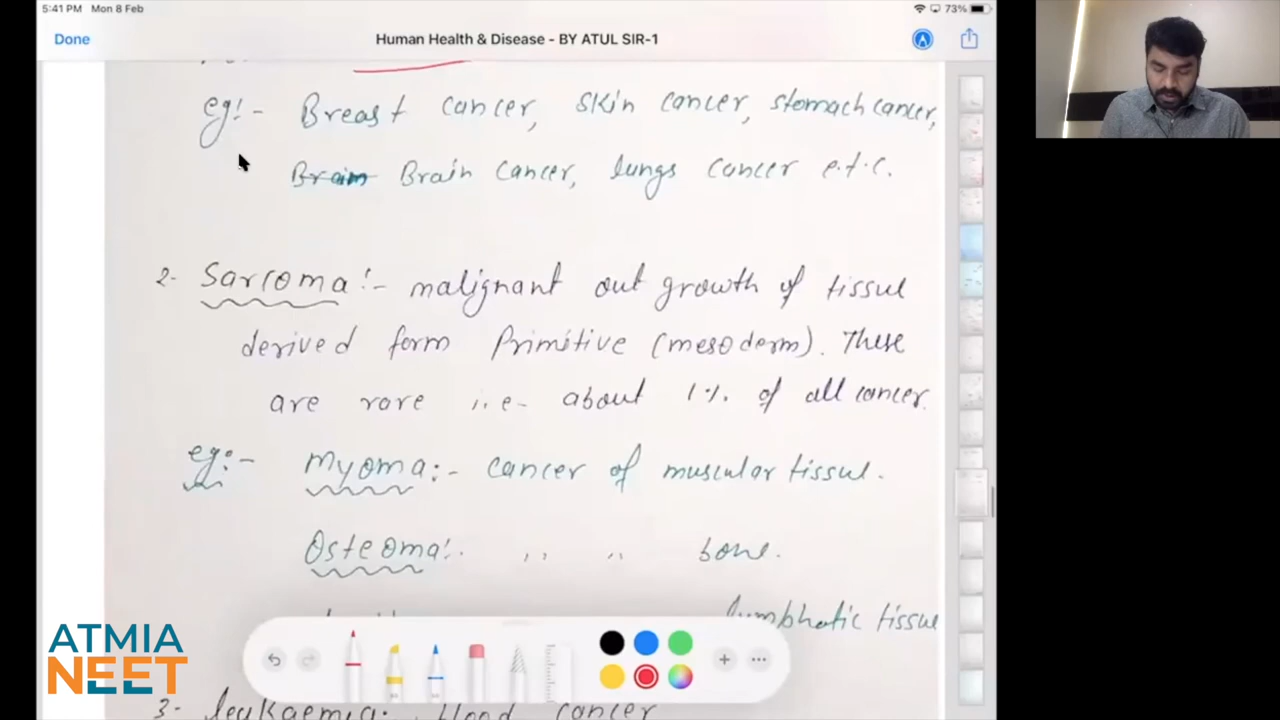 5:41 PM Mon 8 Feb
73%
Done
Human Health & Disease - BY ATUL SIR-1
eg:- Breast cancer, skin cancer, stomach cancer,
Brain Cancer, lungs cancer e.t.c.
2- Sarcoma:- malignant out growth of tissue
derived form Primitive (mesoderm). These
are rare i.e- about 1% of all cancer.
eg:- Myoma:- cancer of muscular tissue.
Osteoma:- ,, ,, bone.
lymphatic tissue
3- leukaemia:- blood cancer
ATMIA
NEET